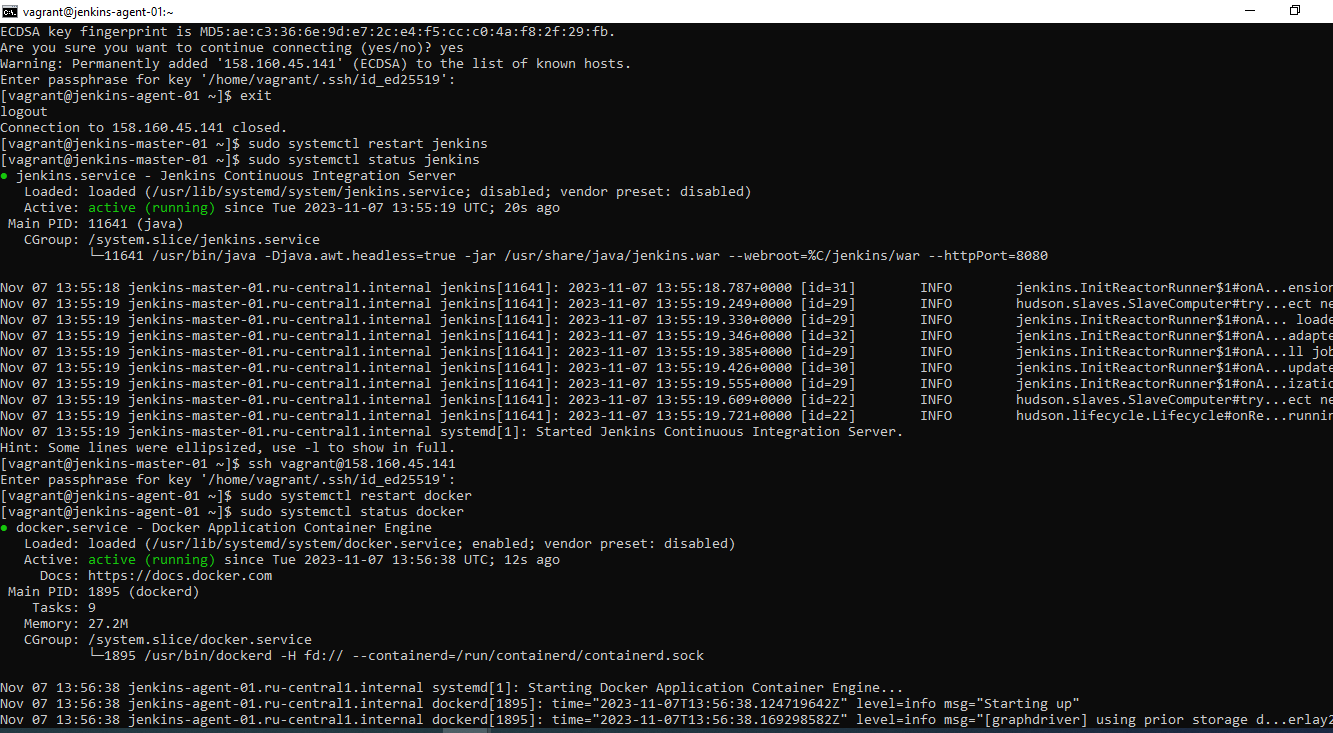 vagrant@jenkins-agent-01:~
ECDSA key fingerprint is MD5:ae:c3:36:6e:9d:e7:2c:e4:f5:cc:c0:4a:f8:2f:29:fb.
Are you sure you want to continue connecting (yes/no)? yes
Warning: Permanently added '158.160.45.141' (ECDSA) to the list of known hosts.
Enter passphrase for key '/home/vagrant/.ssh/id_ed25519':
[vagrant@jenkins-agent-01 ~]$ exit
logout
Connection to 158.160.45.141 closed.
[vagrant@jenkins-master-01 ~]$ sudo systemctl restart jenkins
[vagrant@jenkins-master-01 ~]$ sudo systemctl status jenkins
● jenkins.service - Jenkins Continuous Integration Server
   Loaded: loaded (/usr/lib/systemd/system/jenkins.service; disabled; vendor preset: disabled)
   Active: active (running) since Tue 2023-11-07 13:55:19 UTC; 20s ago
 Main PID: 11641 (java)
   CGroup: /system.slice/jenkins.service
           └─11641 /usr/bin/java -Djava.awt.headless=true -jar /usr/share/java/jenkins.war --webroot=%C/jenkins/war --httpPort=8080
Nov 07 13:55:18 jenkins-master-01.ru-central1.internal jenkins[11641]: 2023-11-07 13:55:18.787+0000 [id=31]        INFO        jenkins.InitReactorRunner$1#onA...ension
Nov 07 13:55:19 jenkins-master-01.ru-central1.internal jenkins[11641]: 2023-11-07 13:55:19.249+0000 [id=29]        INFO        hudson.slaves.SlaveComputer#try...ect ne
Nov 07 13:55:19 jenkins-master-01.ru-central1.internal jenkins[11641]: 2023-11-07 13:55:19.330+0000 [id=29]        INFO        jenkins.InitReactorRunner$1#onA... loade
Nov 07 13:55:19 jenkins-master-01.ru-central1.internal jenkins[11641]: 2023-11-07 13:55:19.346+0000 [id=32]        INFO        jenkins.InitReactorRunner$1#onA...adapte
Nov 07 13:55:19 jenkins-master-01.ru-central1.internal jenkins[11641]: 2023-11-07 13:55:19.385+0000 [id=29]        INFO        jenkins.InitReactorRunner$1#onA...ll job
Nov 07 13:55:19 jenkins-master-01.ru-central1.internal jenkins[11641]: 2023-11-07 13:55:19.426+0000 [id=30]        INFO        jenkins.InitReactorRunner$1#onA...update
Nov 07 13:55:19 jenkins-master-01.ru-central1.internal jenkins[11641]: 2023-11-07 13:55:19.555+0000 [id=29]        INFO        jenkins.InitReactorRunner$1#onA...izatio
Nov 07 13:55:19 jenkins-master-01.ru-central1.internal jenkins[11641]: 2023-11-07 13:55:19.609+0000 [id=22]        INFO        hudson.slaves.SlaveComputer#try...ect ne
Nov 07 13:55:19 jenkins-master-01.ru-central1.internal jenkins[11641]: 2023-11-07 13:55:19.721+0000 [id=22]        INFO        hudson.lifecycle.Lifecycle#onRe...runnin
Nov 07 13:55:19 jenkins-master-01.ru-central1.internal systemd[1]: Started Jenkins Continuous Integration Server.
Hint: Some lines were ellipsized, use -l to show in full.
[vagrant@jenkins-master-01 ~]$ ssh vagrant@158.160.45.141
Enter passphrase for key '/home/vagrant/.ssh/id_ed25519':
[vagrant@jenkins-agent-01 ~]$ sudo systemctl restart docker
[vagrant@jenkins-agent-01 ~]$ sudo systemctl status docker
● docker.service - Docker Application Container Engine
   Loaded: loaded (/usr/lib/systemd/system/docker.service; enabled; vendor preset: disabled)
   Active: active (running) since Tue 2023-11-07 13:56:38 UTC; 12s ago
     Docs: https://docs.docker.com
 Main PID: 1895 (dockerd)
    Tasks: 9
   Memory: 27.2M
   CGroup: /system.slice/docker.service
           └─1895 /usr/bin/dockerd -H fd:// --containerd=/run/containerd/containerd.sock
Nov 07 13:56:38 jenkins-agent-01.ru-central1.internal systemd[1]: Starting Docker Application Container Engine...
Nov 07 13:56:38 jenkins-agent-01.ru-central1.internal dockerd[1895]: time="2023-11-07T13:56:38.124719642Z" level=info msg="Starting up"
Nov 07 13:56:38 jenkins-agent-01.ru-central1.internal dockerd[1895]: time="2023-11-07T13:56:38.169298582Z" level=info msg="[graphdriver] using prior storage d...erlay2